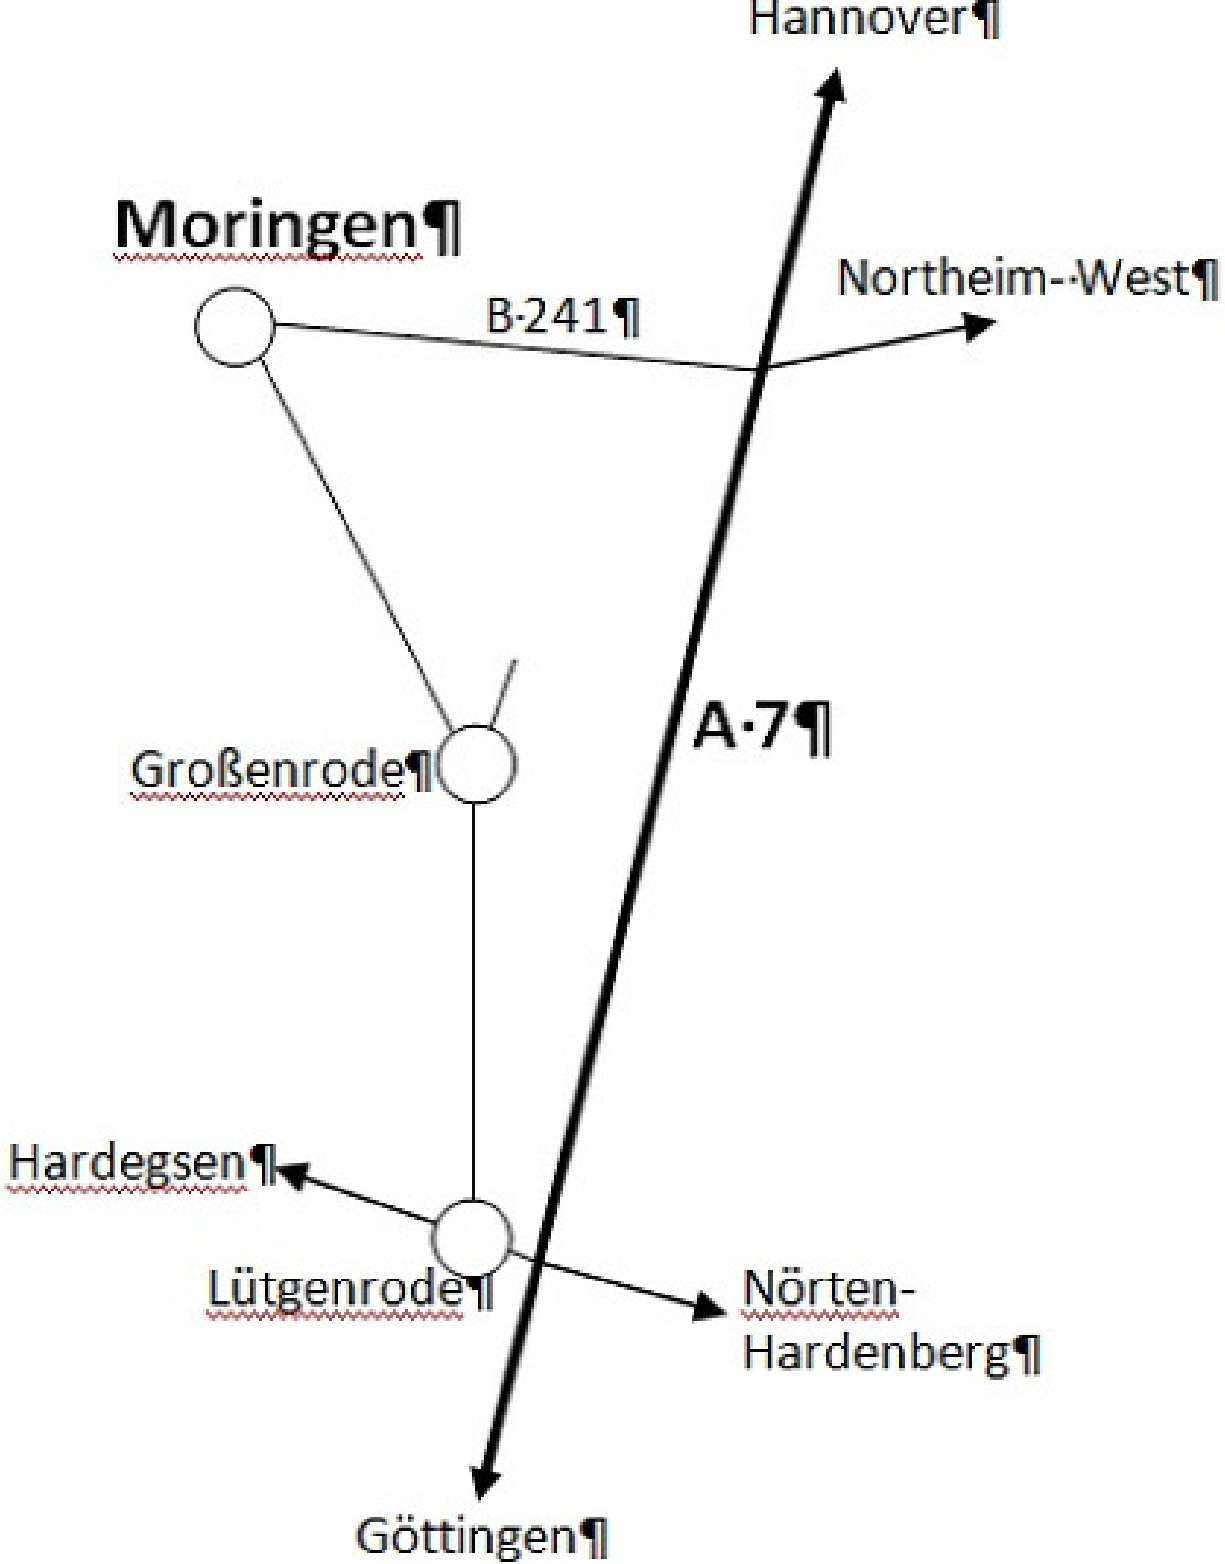 Hannover¶
Moringen¶
Northeim-·West¶
B·241¶
A·7¶
Großenrode¶
Hardegsen¶
Lütgenrode¶
Nörten-
Hardenberg¶
Göttingen¶